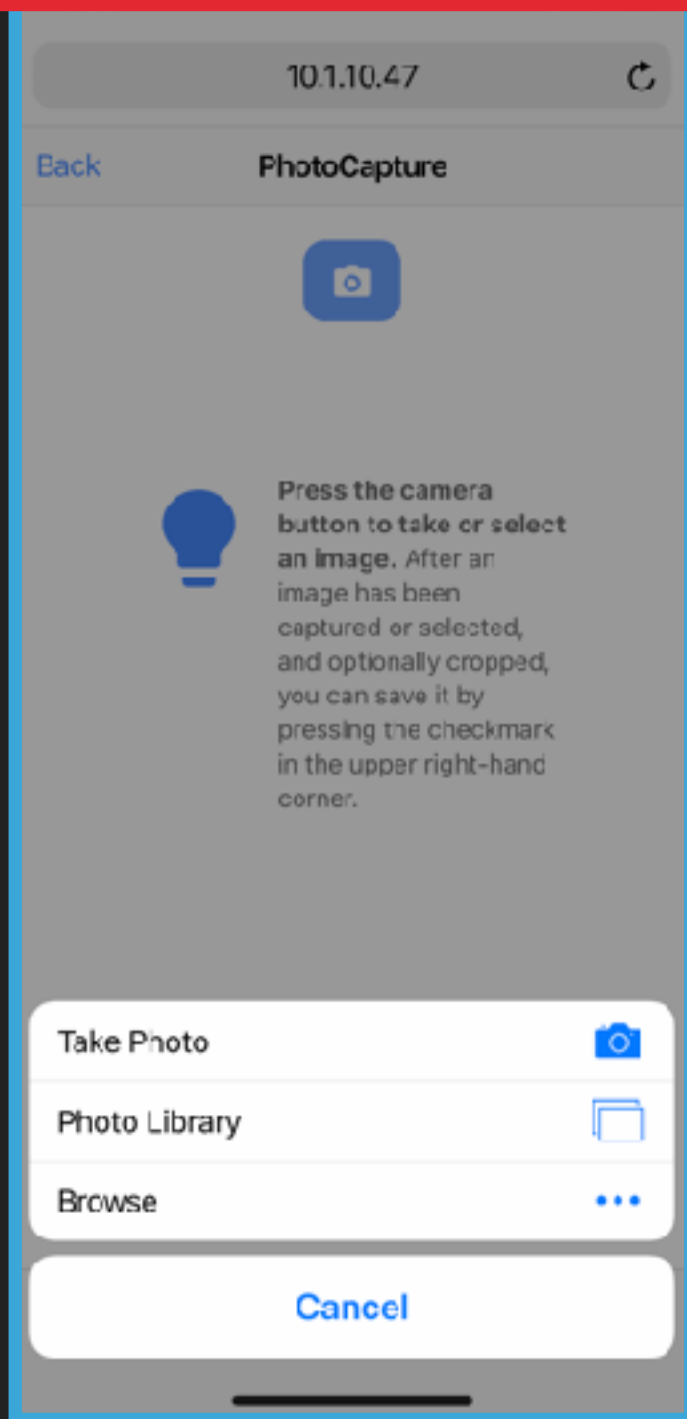 10.1.10.47
Back PhotoCapture
Press the camera
button to take or select
an image. After an
image has been
captured or selected,
and optionally cropped,
you can save it by
pressing the checkmark
in the upper right-hand
corner.
Take Photo
Photo Library
Browse
Cancel